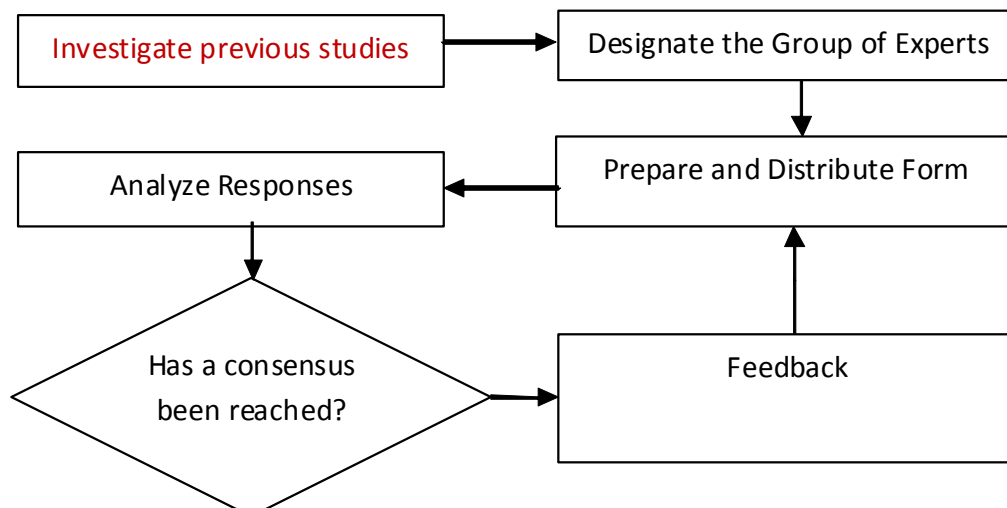 Investigate previous studies
Designate the Group of Experts
Prepare and Distribute Form
Analyze Responses
Has a consensus
been reached?
Feedback